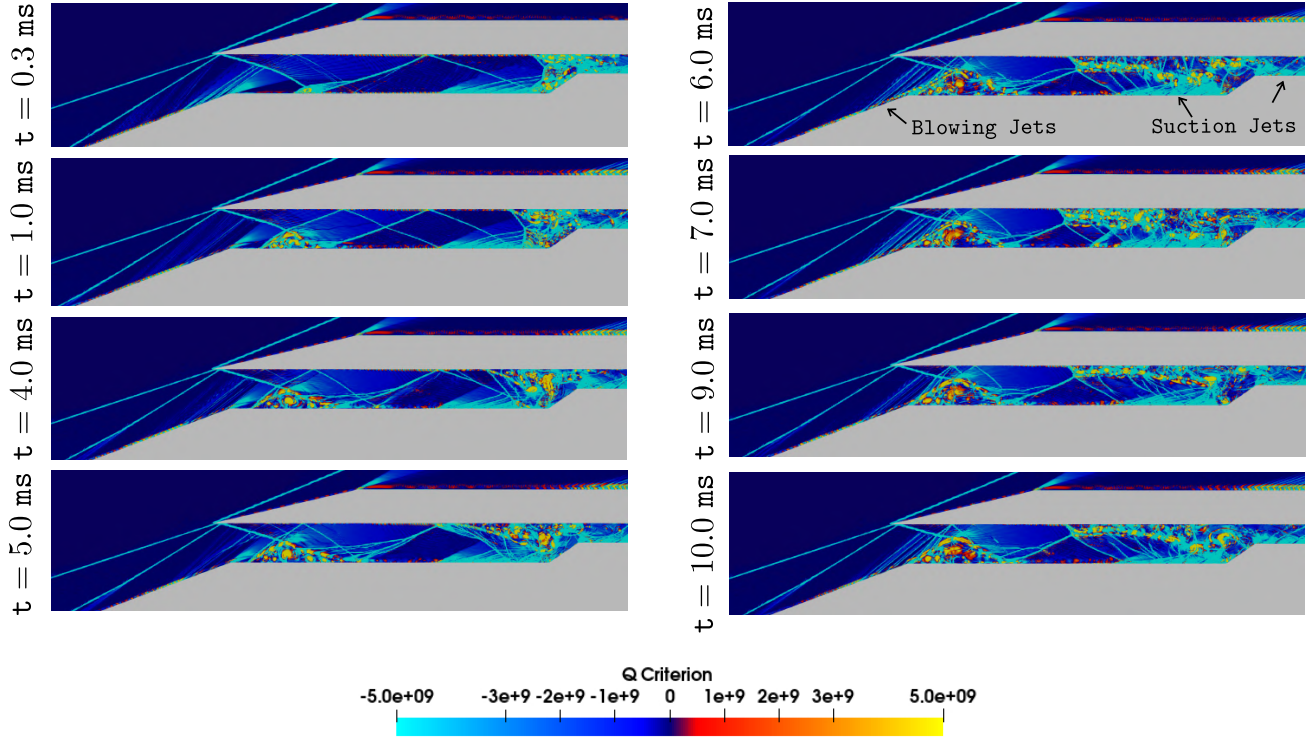 t = 0.3 ms
t = 1.0 ms
t = 4.0 ms
t = 5.0 ms
t = 6.0 ms
Blowing Jets
Suction Jets
t = 7.0 ms
t = 9.0 ms
t = 10.0 ms
Q Criterion
-5.0e+09 -3e+9 -2e+9 -1e+9 0 1e+9 2e+9 3e+9 5.0e+09